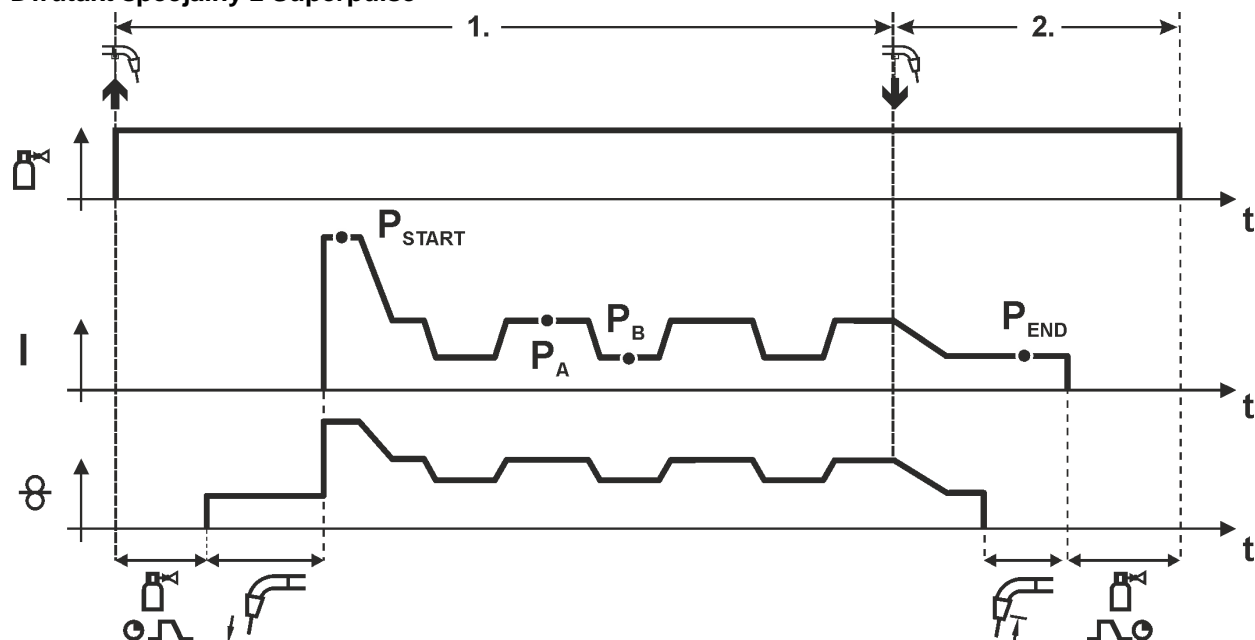 Dwutakt specjalny z Superpulse
1.
2.
t
P START
I
P A
P B
P END
t
t